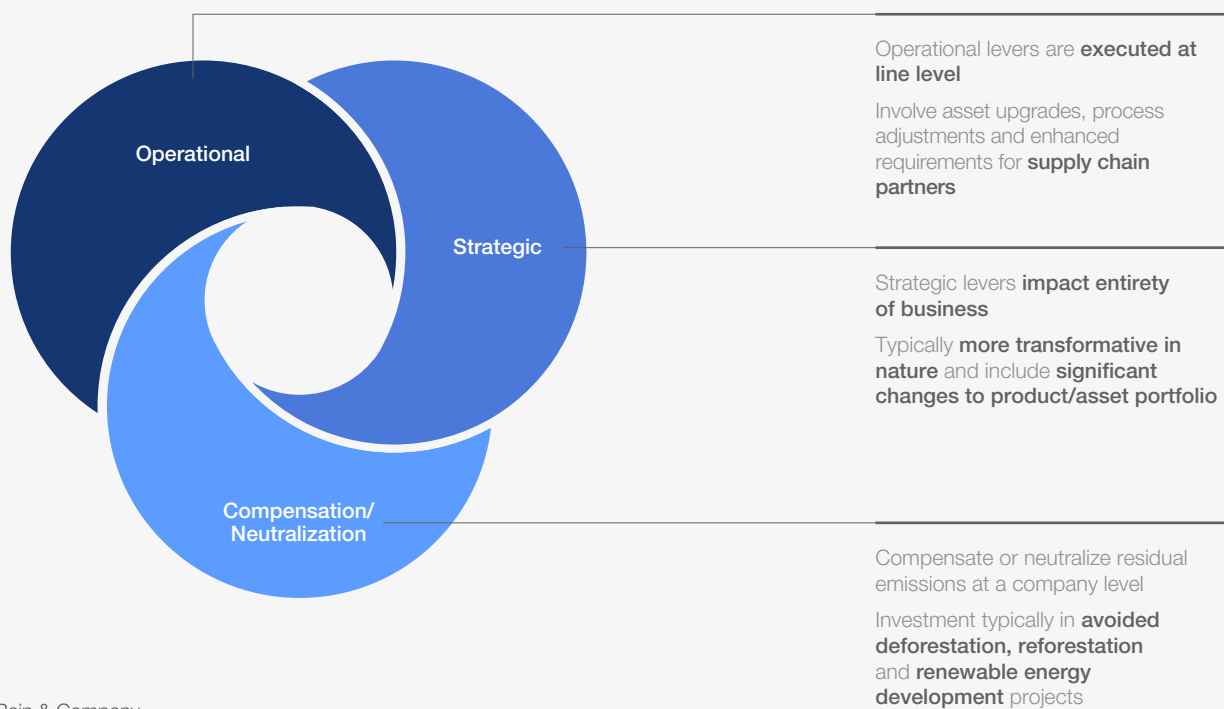 Operational levers are executed at
line level
Involve asset upgrades, process
adjustments and enhanced
requirements for supply chain
partners
Operational
Strategic
Strategic levers impact entirety
of business
Typically more transformative in
nature and include significant
changes to product/asset portfolio
Compensation/
Neutralization
Compensate or neutralize residual
emissions at a company level
Investment typically in avoided
deforestation, reforestation
and renewable energy
development projects
& Company